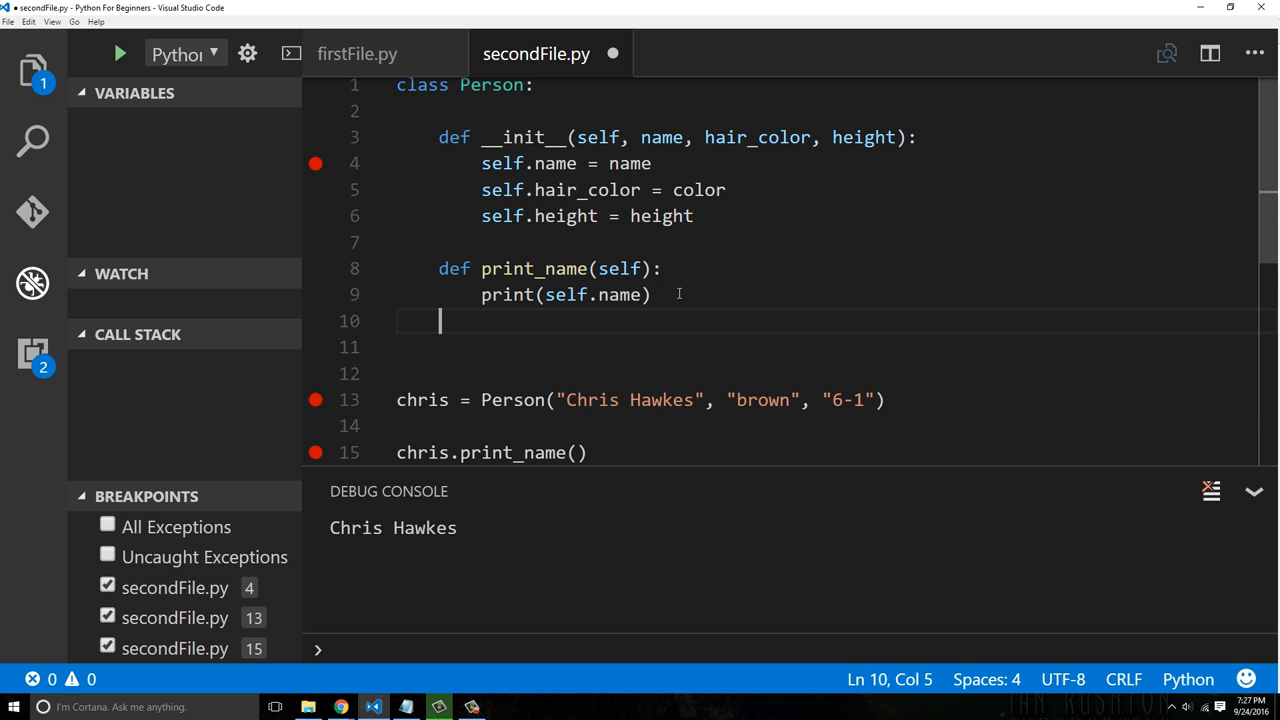 ● secondFile.py - Python For Beginners - Visual Studio Code
File Edit View Go Help
1
Pythor
firstFile.py
secondFile.py
VARIABLES
WATCH
CALL STACK
2
BREAKPOINTS
All Exceptions
Uncaught Exceptions
secondFile.py 4
secondFile.py 13
secondFile.py 15
1 class Person:
2
3 def __init__(self, name, hair_color, height):
4 self.name = name
5 self.hair_color = color
6 self.height = height
7
8 def print_name(self):
9 print(self.name)
10
11
12
13 chris = Person("Chris Hawkes", "brown", "6-1")
14
15 chris.print_name()
DEBUG CONSOLE
Chris Hawkes
0 0
Ln 10, Col 5 Spaces: 4 UTF-8 CRLF Python
I'm Cortana. Ask me anything.
7:27 PM
9/24/2016